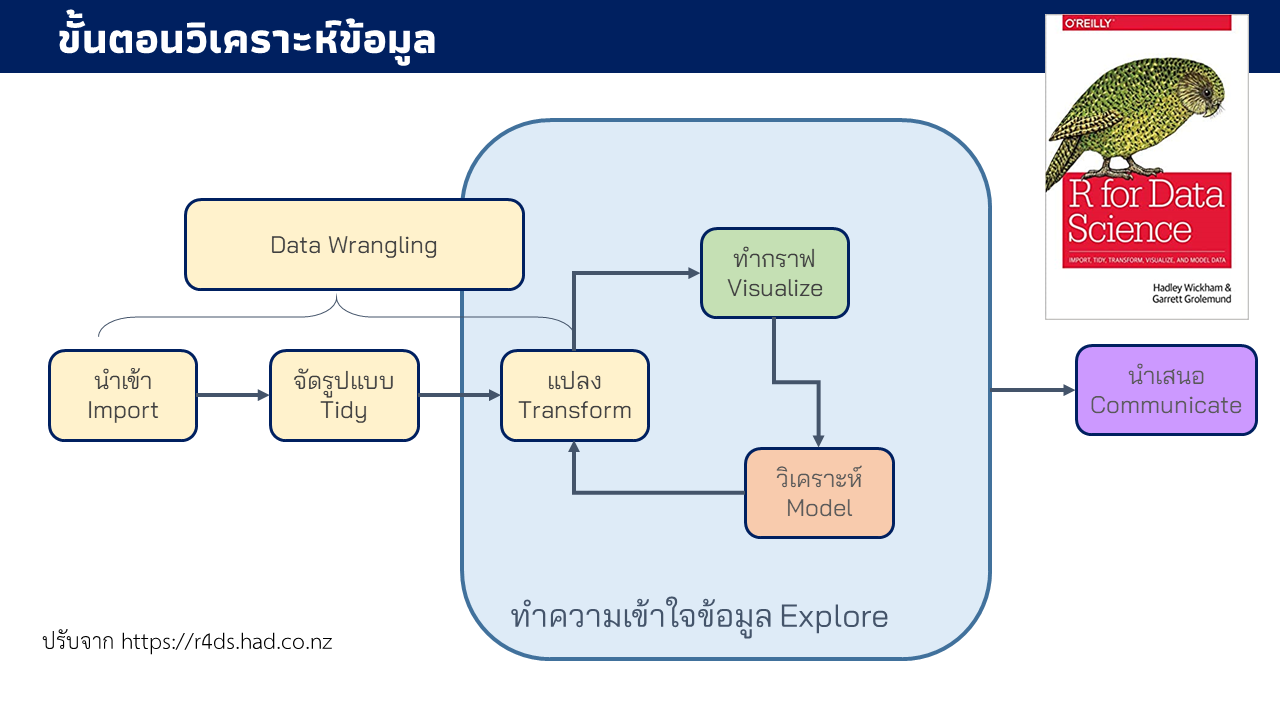 ขั้นตอนวิเคราะห์ข้อมูล
O'REILLY
R for Data
Science
IMPORT, TIDY, TRANSFORM, VISUALIZE, AND MODEL DATA
Hadley Wickham &
Garrett Grolemund
Data Wrangling
ทำกราฟ
Visualize
นำเข้า
Import
จัดรูปแบบ
Tidy
แปลง
Transform
นำเสนอ
Communicate
วิเคราะห์
Model
ทำความเข้าใจข้อมูล Explore
ปรับจาก https://r4ds.had.co.nz